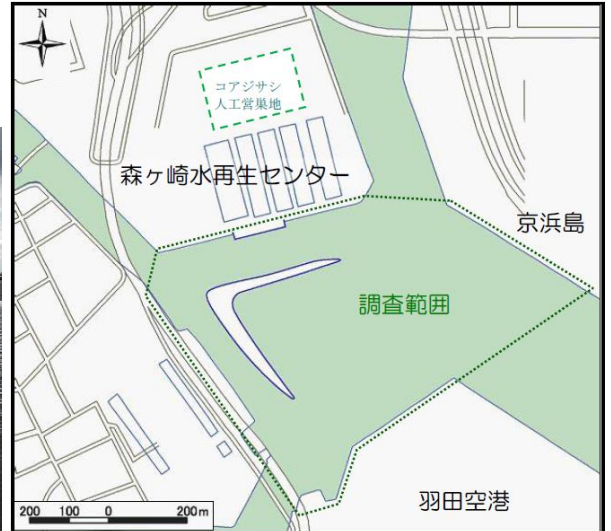 N
コアジサシ
人工営巣地
森ヶ崎水再生センター
京浜島
調査範囲
羽田空港
200 100 0 200m